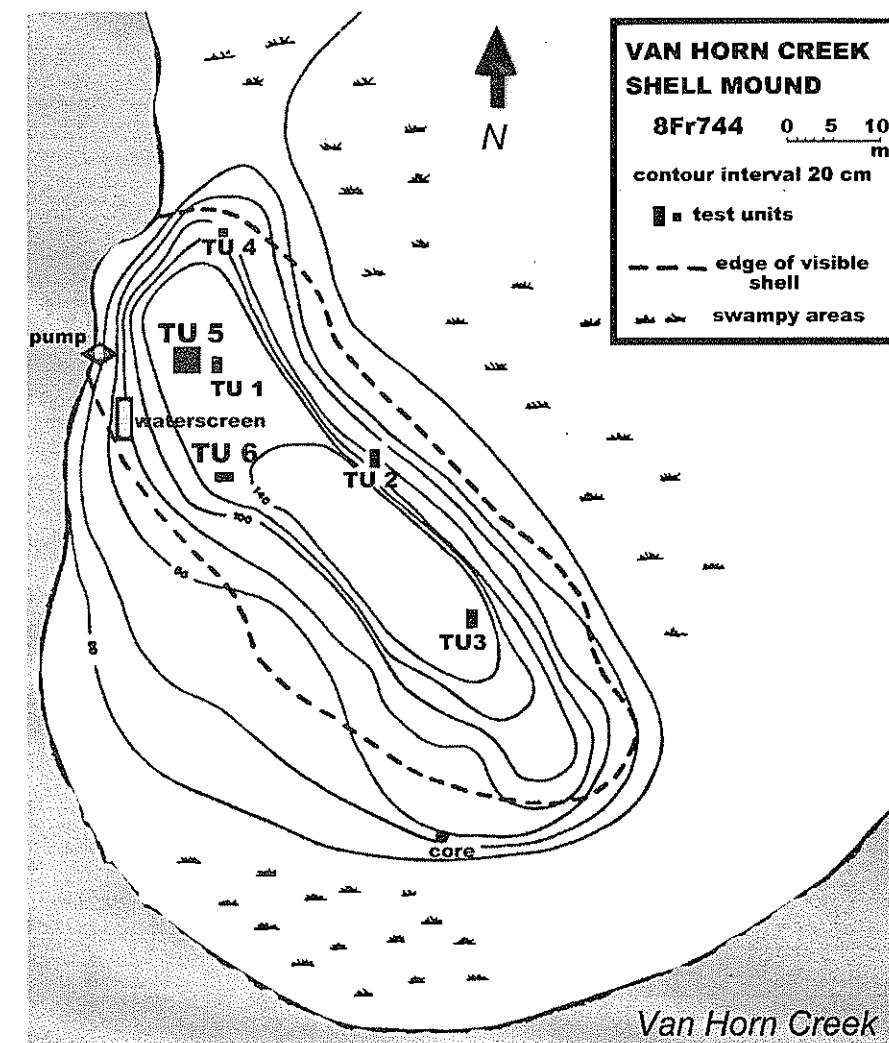 VAN HORN CREEK
SHELL MOUND
8Fr744
0 5 10
m
contour interval 20 cm
test units
edge of visible
shell
swampy areas
N
TU 4
pump
TU 5
TU 1
waterscreen
TU 6
TU 2
140
100
60
TU3
core
Van Horn Creek